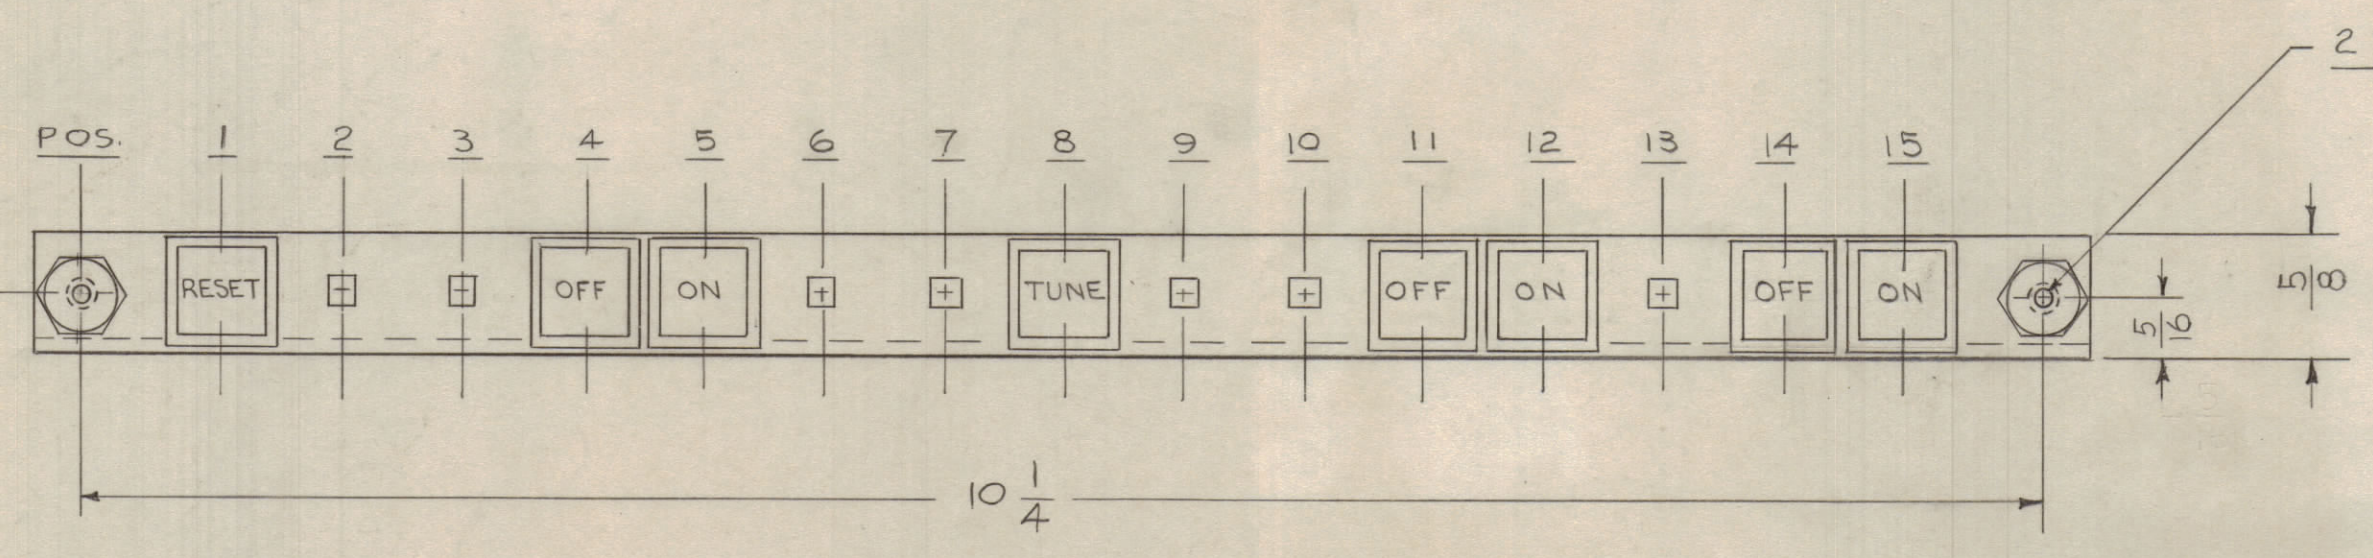 2
POS. 1 2 3 4 5 6 7 8 9 10 11 12 13 14 15
RESET OFF ON TUNE OFF ON OFF ON
5/8
5/16
10 1/4